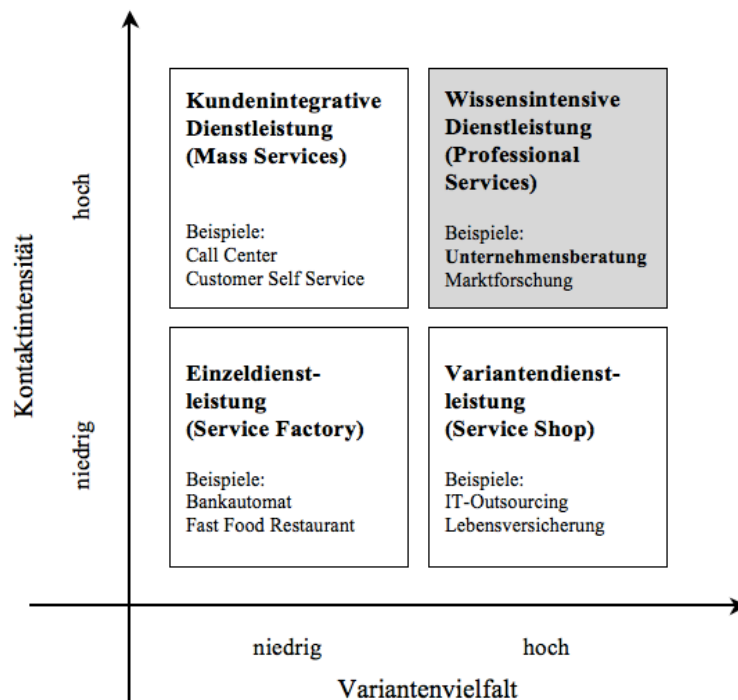 Kundenintegrative
Dienstleistung
(Mass Services)
Beispiele:
Call Center
Customer Self Service
Wissensintensive
Dienstleistung
(Professional
Services)
Beispiele:
Unternehmensberatung
Marktforschung
Kontaktintensität
hoch
niedrig
Einzeldienst-
leistung
(Service Factory)
Beispiele:
Bankautomat
Fast Food Restaurant
Variantendienst-
leistung
(Service Shop)
Beispiele:
IT-Outsourcing
Lebensversicherung
niedrig
hoch
Variantenvielfalt